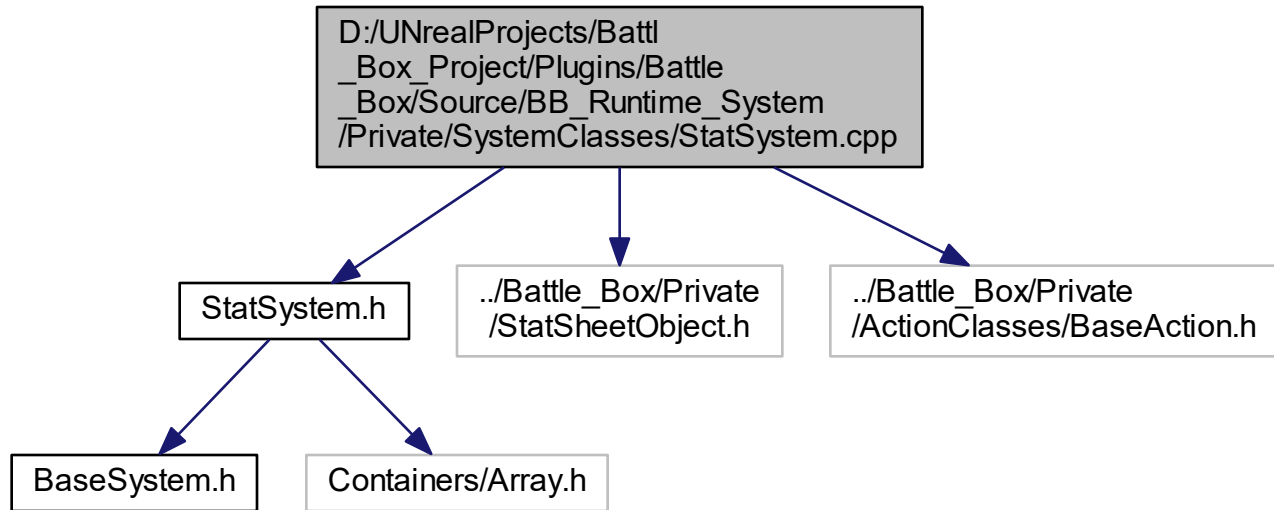 D:/UNrealProjects/Battl
_Box_Project/Plugins/Battle
_Box/Source/BB_Runtime_System
/Private/SystemClasses/StatSystem.cpp
StatSystem.h
../Battle_Box/Private
/StatSheetObject.h
../Battle_Box/Private
/ActionClasses/BaseAction.h
BaseSystem.h
Containers/Array.h